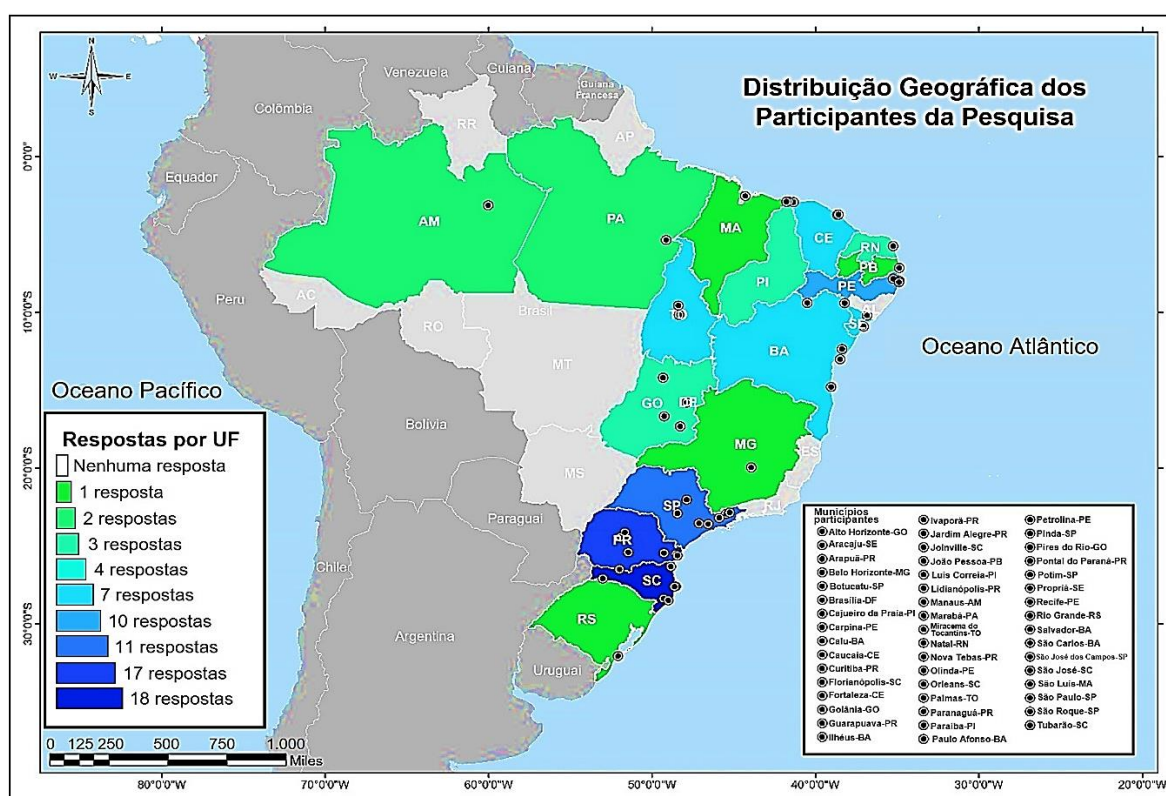 Distribuição Geográfica dos
Participantes da Pesquisa
N
W
E
S
Venezuela
Guiana
Guiana
Francesa
Colômbia
Equador
Peru
Brasil
Bolívia
Paraguai
Chile
Argentina
Uruguai
Oceano Pacífico
Oceano Atlântico
RR
AP
AM
PA
MA
CE
RN
PB
PE
PI
AL
SE
TO
BA
AC
RO
MT
GO
DF
MG
ES
MS
SP
RJ
PR
SC
RS
0°0'0"
10°0'0"S
20°0'0"S
30°0'0"S
80°0'0"W
70°0'0"W
60°0'0"W
50°0'0"W
40°0'0"W
30°0'0"W
20°0'0"W
Respostas por UF
Nenhuma resposta
1 resposta
2 respostas
3 respostas
4 respostas
7 respostas
10 respostas
11 respostas
17 respostas
18 respostas
0 125 250 500 750 1.000
Miles
Municípios
participantes
Alto Horizonte-GO
Aracaju-SE
Arapuã-PR
Belo Horizonte-MG
Botucatu-SP
Brasília-DF
Cajueiro da Praia-PI
Carpina-PE
Catu-BA
Caucaia-CE
Curitiba-PR
Florianópolis-SC
Fortaleza-CE
Goiânia-GO
Guarapuava-PR
Ilhéus-BA
Ivaporã-PR
Jardim Alegre-PR
Joinville-SC
João Pessoa-PB
Luis Correia-PI
Lidianópolis-PR
Manaus-AM
Marabá-PA
Miracema do
Tocantins-TO
Natal-RN
Nova Tebas-PR
Olinda-PE
Orleans-SC
Palmas-TO
Paranaguá-PR
Paraiba-PI
Paulo Afonso-BA
Petrolina-PE
Pinda-SP
Pires do Rio-GO
Pontal do Paraná-PR
Potim-SP
Propriá-SE
Recife-PE
Rio Grande-RS
Salvador-BA
São Carlos-BA
São José dos Campos-SP
São José-SC
São Luis-MA
São Paulo-SP
São Roque-SP
Tubarão-SC